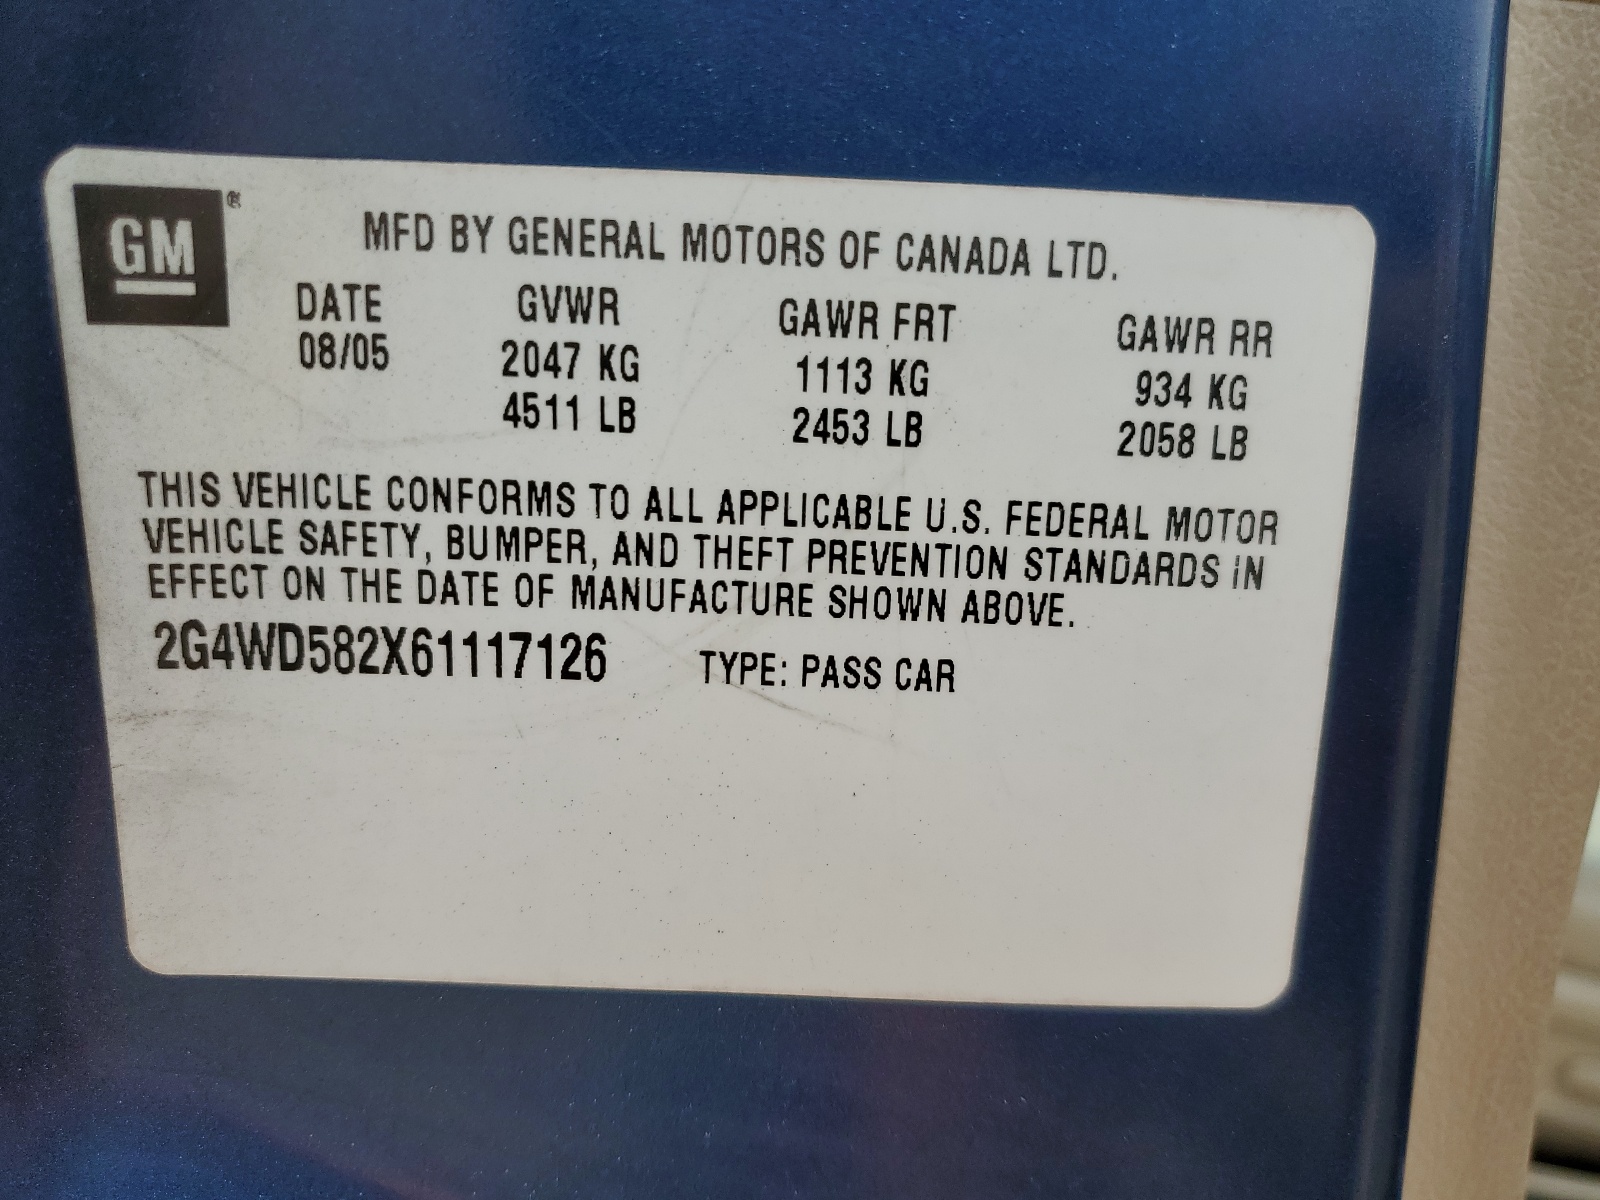 GM®
MFD BY GENERAL MOTORS OF CANADA LTD.
DATE GVWR GAWR FRT GAWR RR
08/05 2047 KG 1113 KG 934 KG
4511 LB 2453 LB 2058 LB
THIS VEHICLE CONFORMS TO ALL APPLICABLE U.S. FEDERAL MOTOR
VEHICLE SAFETY, BUMPER, AND THEFT PREVENTION STANDARDS IN
EFFECT ON THE DATE OF MANUFACTURE SHOWN ABOVE.
2G4WD582X61117126 TYPE: PASS CAR